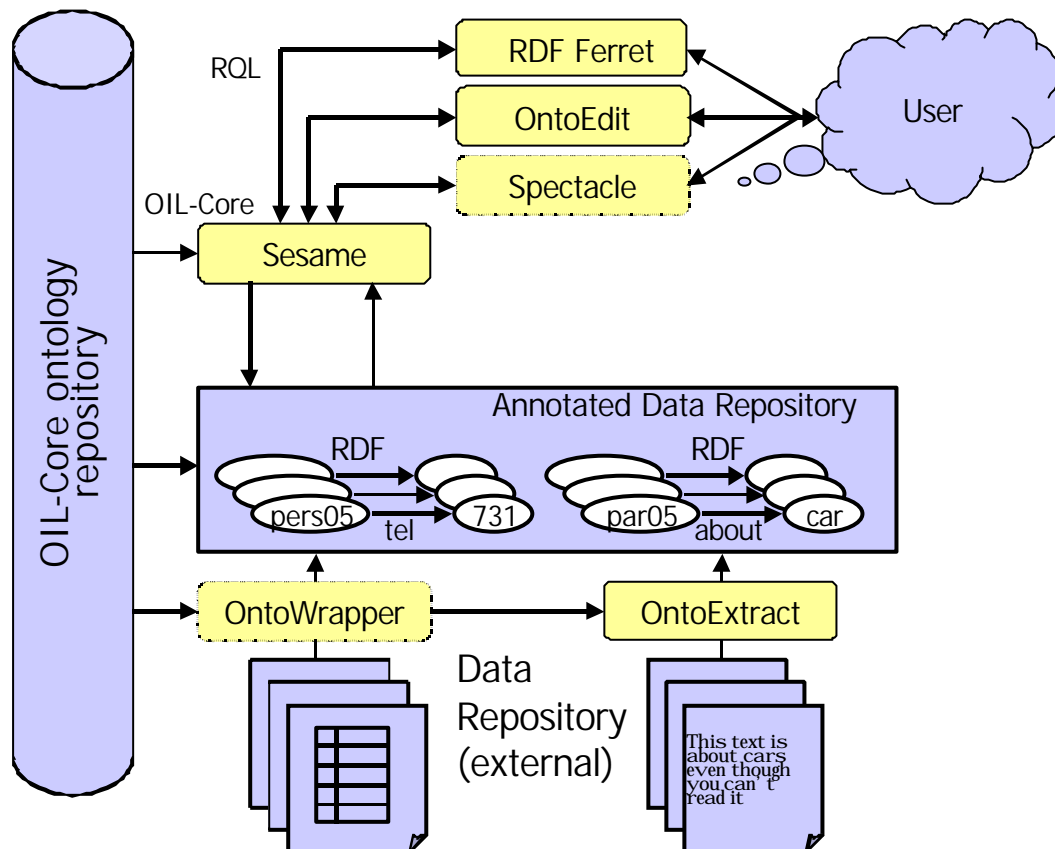 RDF Ferret
RQL
OntoEdit
User
Spectacle
OIL-Core
Sesame
OIL-Core ontology
repository
Annotated Data Repository
RDF
RDF
pers05
731
par05
car
tel
about
OntoWrapper
OntoExtract
Data
Repository
(external)
This text is
about cars
even though
you can't
read it